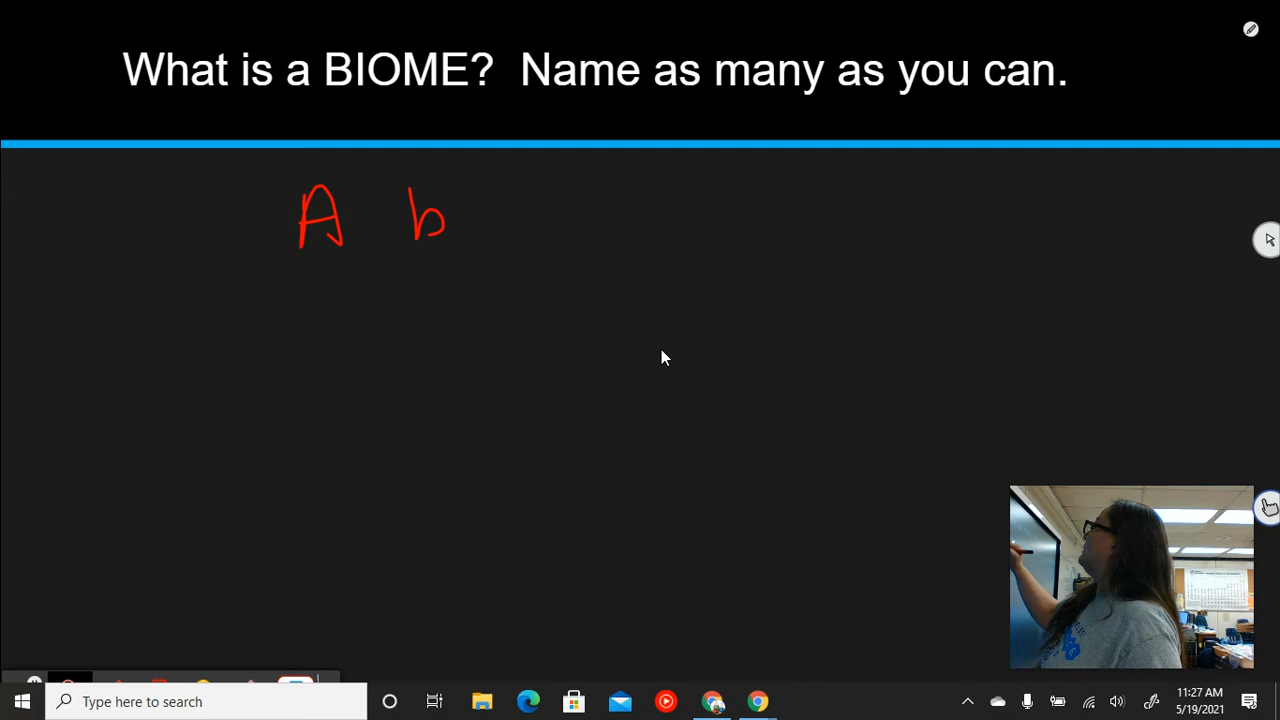 What is a BIOME? Name as many as you can.
A b
Type here to search
11:27 AM
5/19/2021